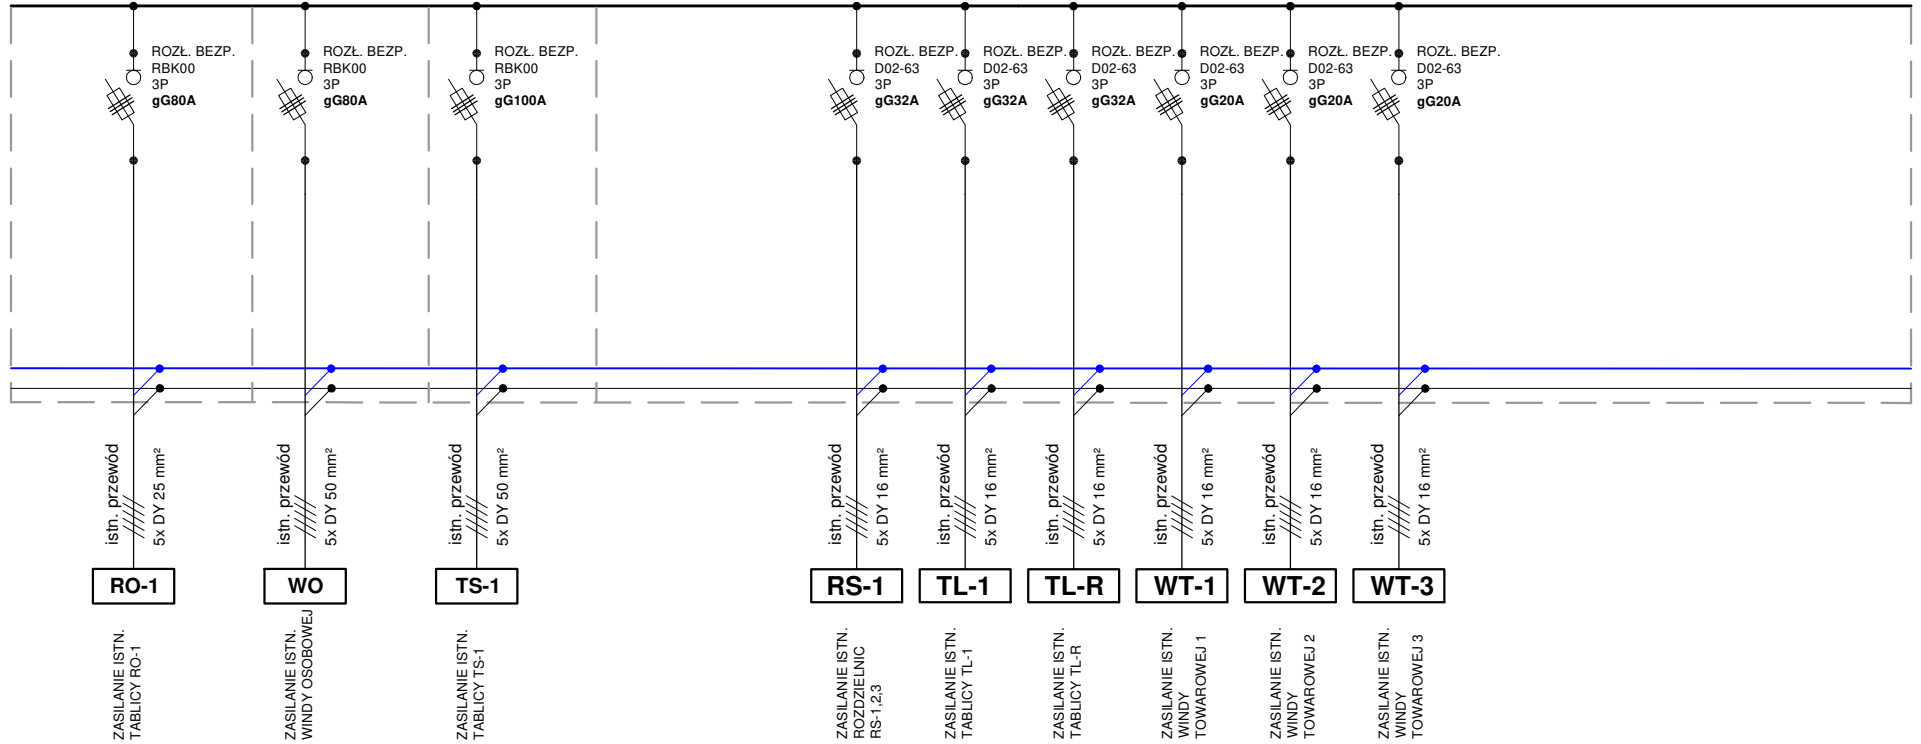 ROZŁ. BEZP.
RBK00
3P
gG80A
ROZŁ. BEZP.
RBK00
3P
gG80A
ROZŁ. BEZP.
RBK00
3P
gG100A
ROZŁ. BEZP.
D02-63
3P
gG32A
ROZŁ. BEZP.
D02-63
3P
gG32A
ROZŁ. BEZP.
D02-63
3P
gG32A
ROZŁ. BEZP.
D02-63
3P
gG20A
ROZŁ. BEZP.
D02-63
3P
gG20A
ROZŁ. BEZP.
D02-63
3P
gG20A
istn. przewód
5x DY 25 mm²
istn. przewód
5x DY 50 mm²
istn. przewód
5x DY 50 mm²
istn. przewód
5x DY 16 mm²
istn. przewód
5x DY 16 mm²
istn. przewód
5x DY 16 mm²
istn. przewód
5x DY 16 mm²
istn. przewód
5x DY 16 mm²
istn. przewód
5x DY 16 mm²
RO-1
WO
TS-1
RS-1
TL-1
TL-R
WT-1
WT-2
WT-3
ZASILANIE ISTN.
TABLICY RO-1
ZASILANIE ISTN.
WINDY OSOBOWEJ
ZASILANIE ISTN.
TABLICY TS-1
ZASILANIE ISTN.
ROZDZIELNIC
RS-1,2,3
ZASILANIE ISTN.
TABLICY TL-1
ZASILANIE ISTN.
TABLICY TL-R
ZASILANIE ISTN.
WINDY
TOWAROWEJ 1
ZASILANIE ISTN.
WINDY
TOWAROWEJ 2
ZASILANIE ISTN.
WINDY
TOWAROWEJ 3